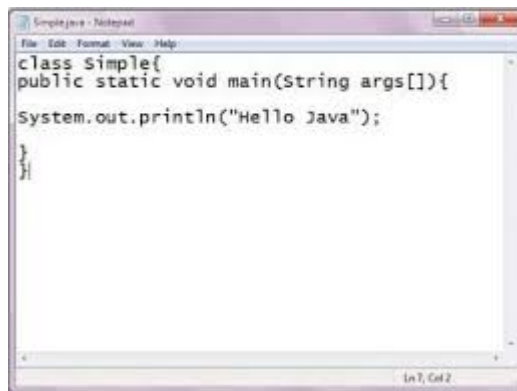 Simple.java - Notepad
File Edit Format View Help
class Simple{
public static void main(String args[]){
System.out.println("Hello Java");
}
}
Ln 7, Col 2